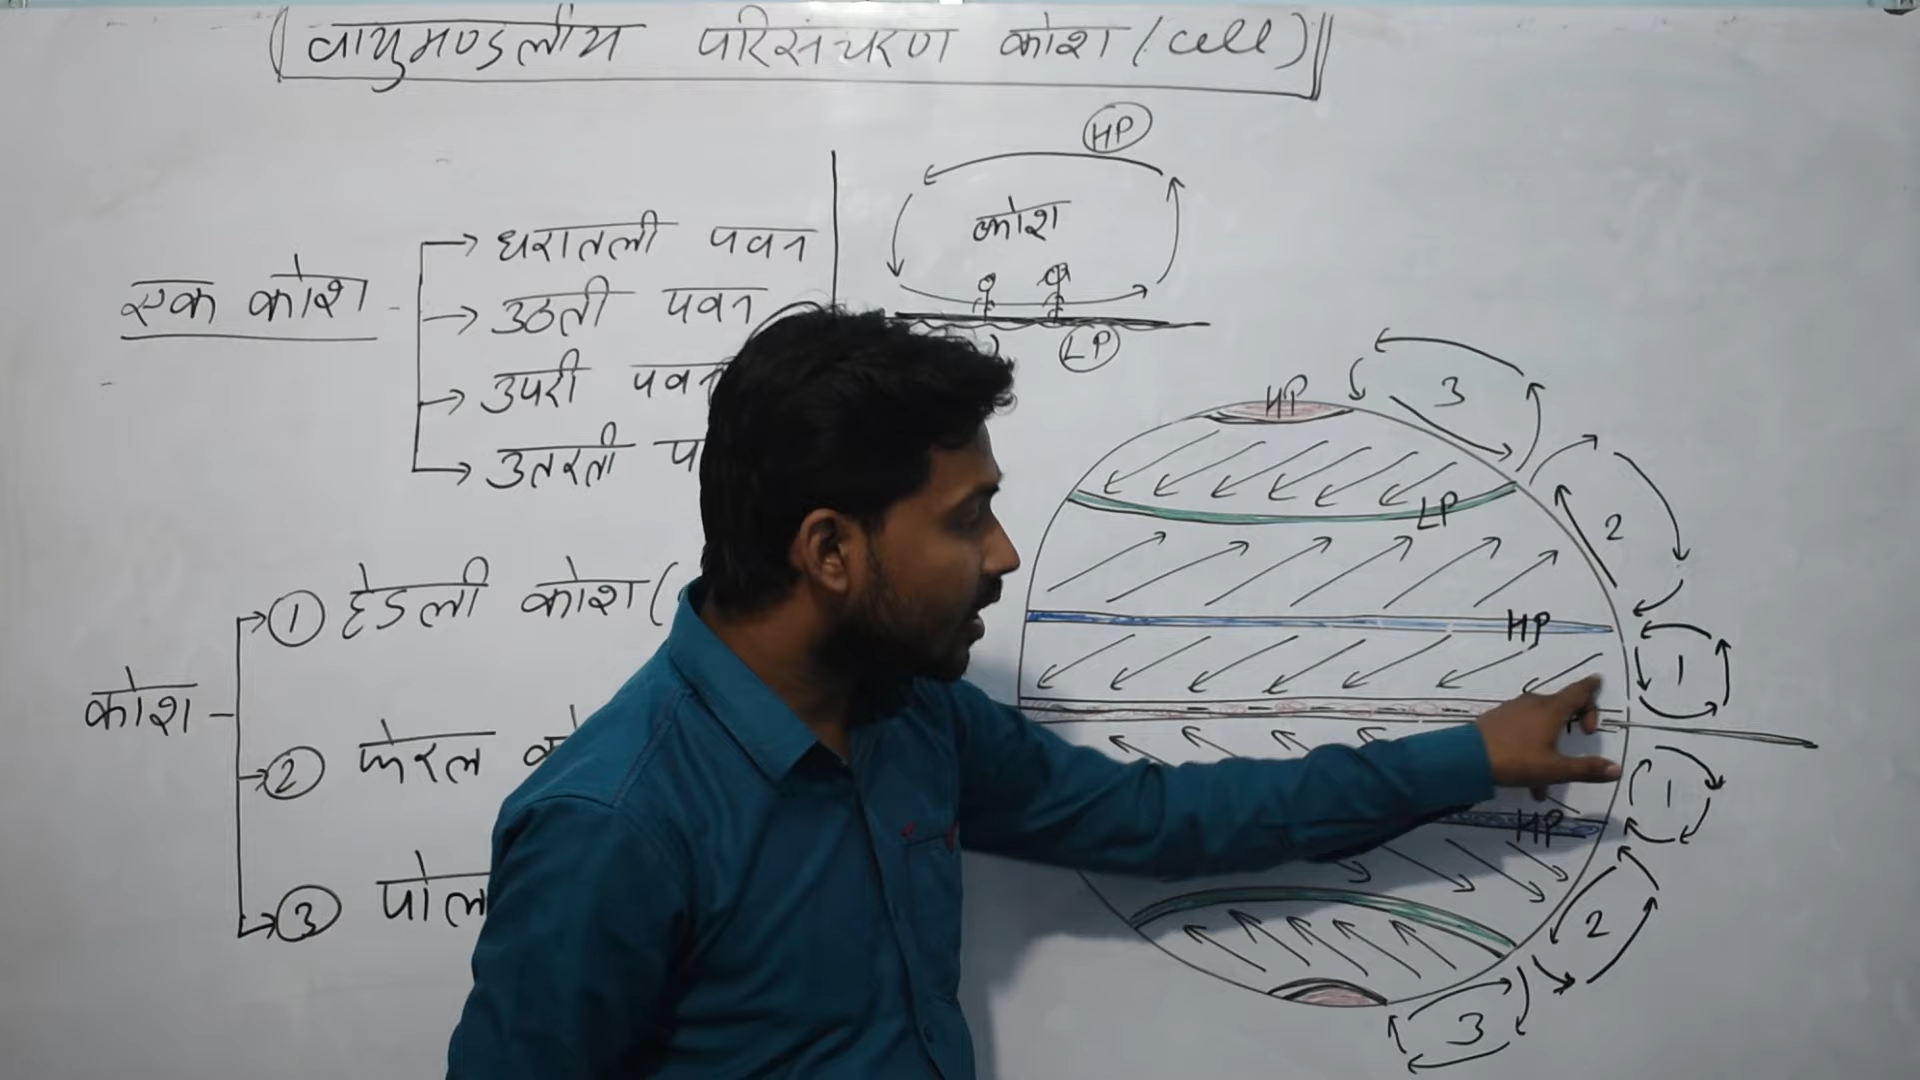 वायुमण्डलीय परिसंचरण कोश (cell)
HP
कोश
LP
एक कोश
धरातली पवन
उठती पवन
उपरी पवन
उतरती
कोश
① हेडली कोश (
② फेरल
③
HP
3
LP
2
HP
1
1
HP
2
3